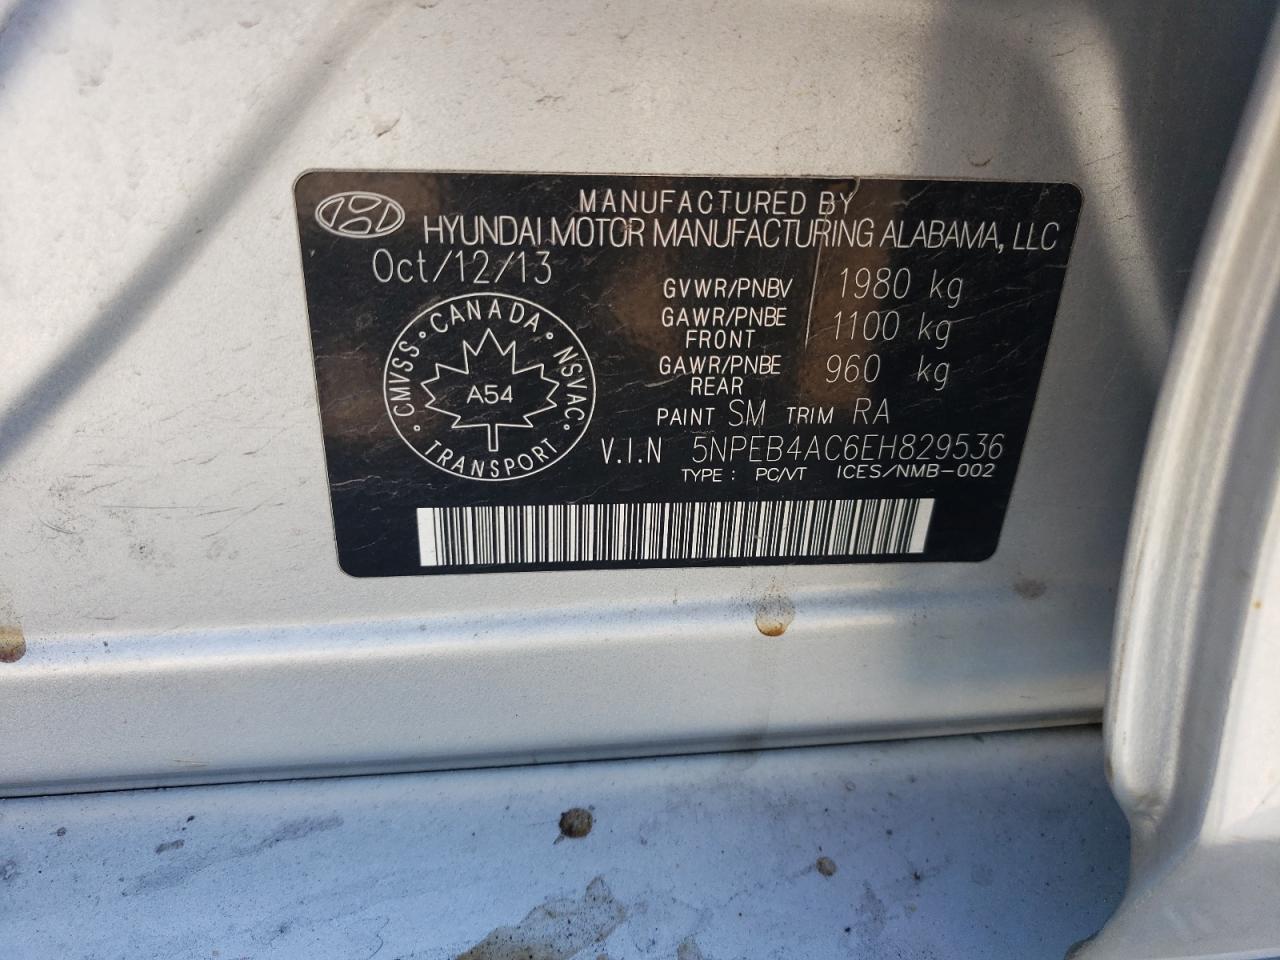 MANUFACTURED BY
HYUNDAI MOTOR MANUFACTURING ALABAMA, LLC
Oct/12/13
GVWR/PNBV 1980 kg
GAWR/PNBE FRONT 1100 kg
GAWR/PNBE REAR 960 kg
CANADA · NSVAC · TRANSPORT · CMVSS ·
A54
PAINT SM TRIM RA
V.I.N 5NPEB4AC6EH829536
TYPE : PC/VT ICES/NMB-002